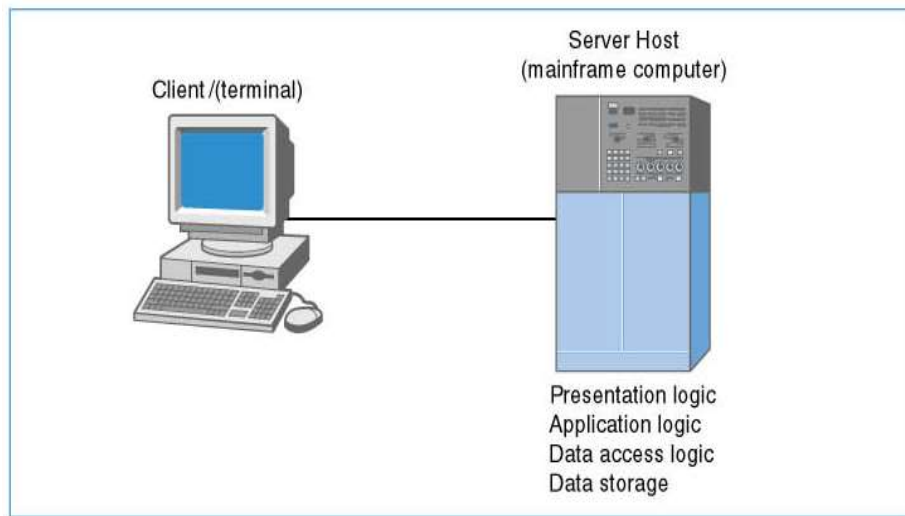 Server Host
(mainframe computer)
Client /(terminal)
Presentation logic
Application logic
Data access logic
Data storage